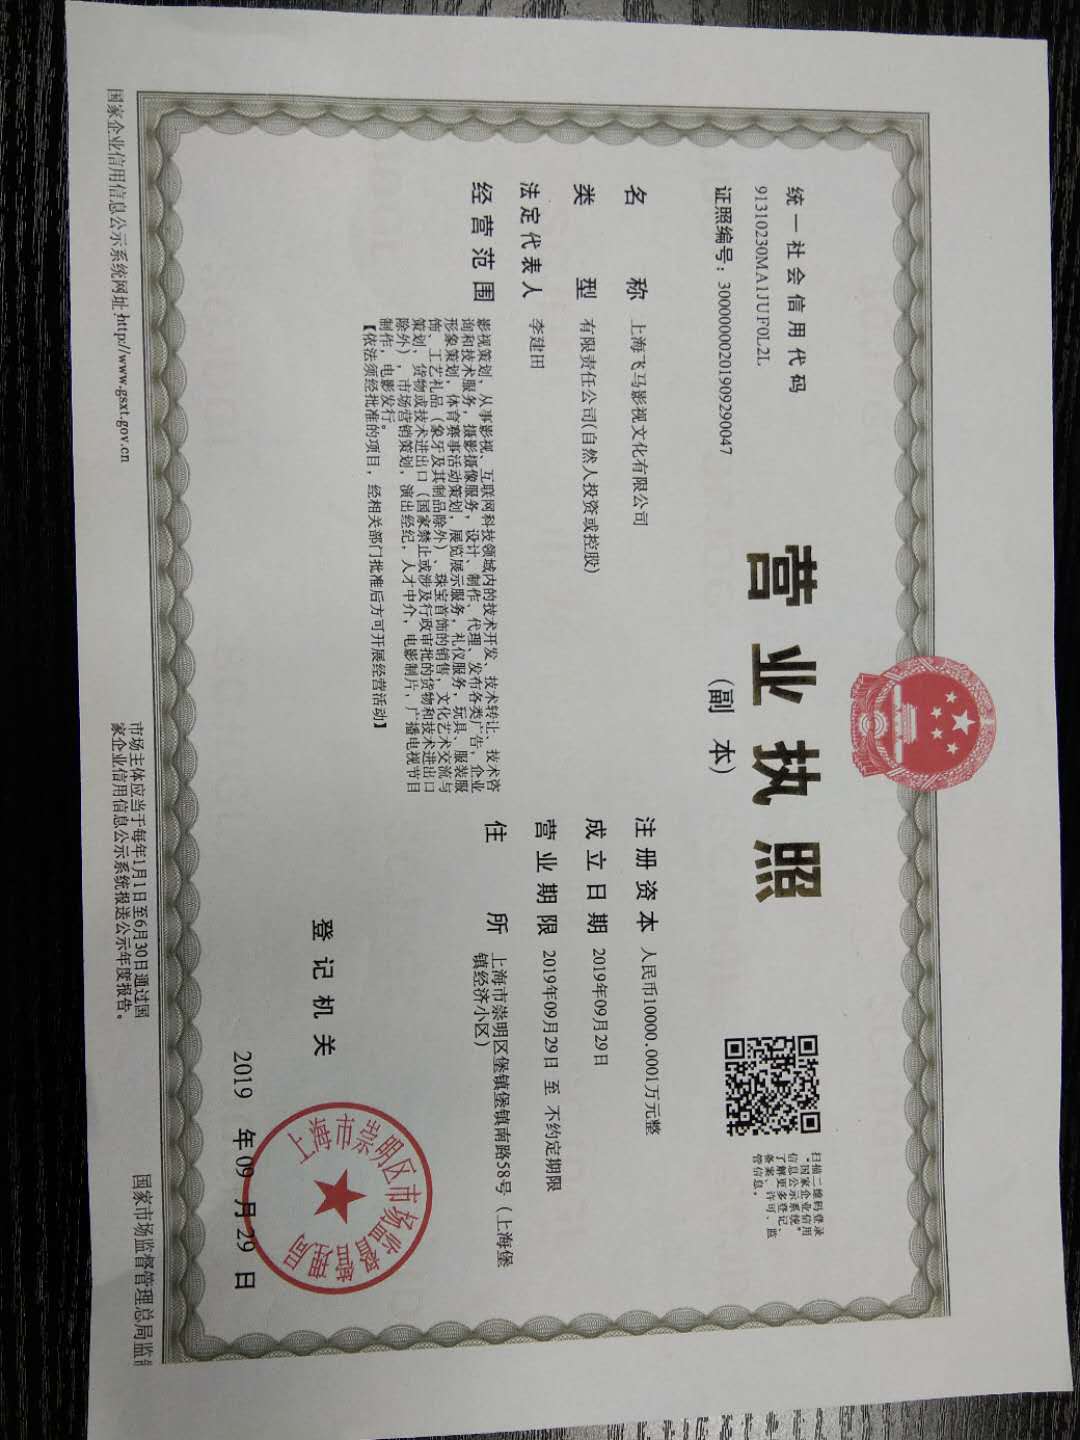 营业执照
(副 本)
统一社会信用代码
91310230MA1JUF0L2L
证照编号：3000000201909290047
扫描二维码登录
“国家企业信用
信息公示系统”
了解更多登记、
备案、许可、监
管信息。
名 称 上海飞马影视文化有限公司
类 型 有限责任公司(自然人投资或控股)
法定代表人 李建田
经营范围 影视策划，从事影视、互联网科技领域内的技术开发、技术转让、技术咨
询和技术服务，摄影摄像服务，设计、制作、代理、发布各类广告，企业
形象策划，体育赛事活动策划，展览展示服务，礼仪服务，玩具、服装服
饰、工艺礼品（象牙及其制品除外）、珠宝首饰的销售，文化艺术交流与
策划，货物或技术进出口（国家禁止或涉及行政审批的货物和技术进出口
除外），市场营销策划，演出经纪，人才中介，电影制片，广播电视节目
制作，电影发行。
【依法须经批准的项目，经相关部门批准后方可开展经营活动】
注册资本 人民币10000.0001万元整
成立日期 2019年09月29日
营业期限 2019年09月29日 至 不约定期限
住 所 上海市崇明区堡镇堡镇南路58号（上海堡
镇经济小区）
登记机关
上海市崇明区市场监督管理局
2019 年 09 月 29 日
国家企业信用信息公示系统网址:http://www.gsxt.gov.cn
市场主体应当于每年1月1日至6月30日通过国
家企业信用信息公示系统报送公示年度报告。
国家市场监督管理总局监制